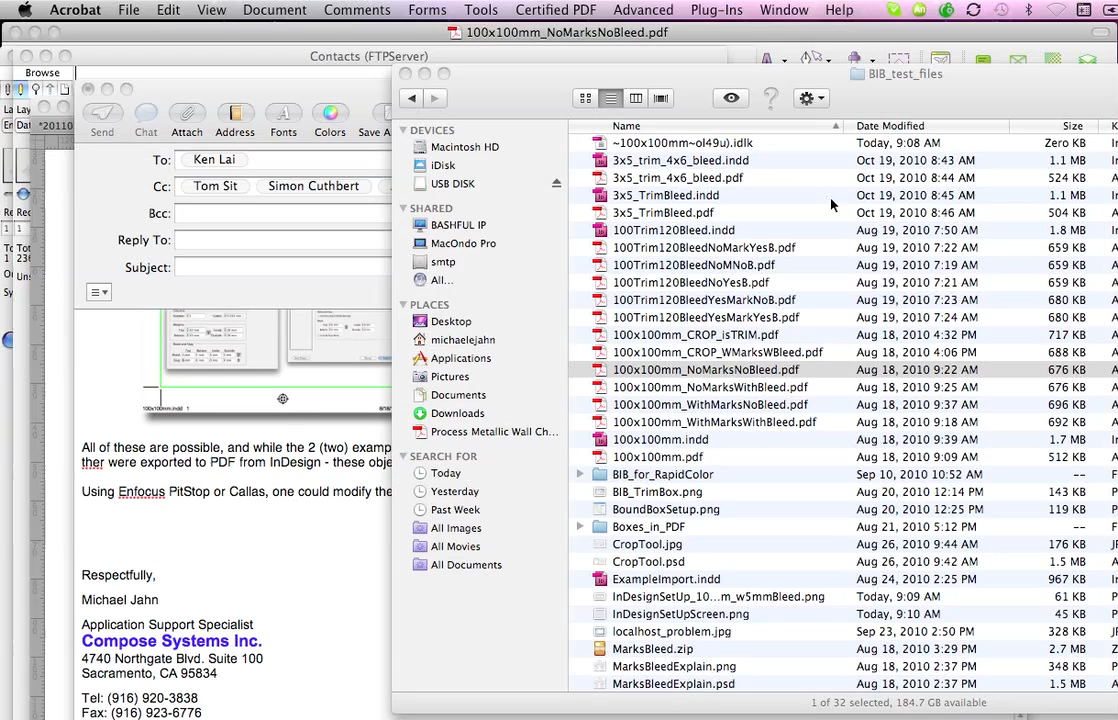 Acrobat File Edit View Document Comments Forms Tools Certified PDF Advanced Plug-Ins Window Help
100x100mm_NoMarksNoBleed.pdf
Contacts (FTPServer)
Browse
BIB_test_files
Send Chat Attach Address Fonts Colors Save A
*20110
To: Ken Lai
Cc: Tom Sit Simon Cuthbert
Bcc:
Reply To:
Subject:
All of these are possible, and while the 2 (two) examp
ther were exported to PDF from InDesign - these obje
Using Enfocus PitStop or Callas, one could modify the
Respectfully,
Michael Jahn
Application Support Specialist
Compose Systems Inc.
4740 Northgate Blvd. Suite 100
Sacramento, CA 95834
Tel: (916) 920-3838
Fax: (916) 923-6776
DEVICES
Macintosh HD
iDisk
USB DISK
SHARED
BASHFUL IP
MacOndo Pro
smtp
All...
PLACES
Desktop
michaelejahn
Applications
Pictures
Documents
Downloads
Process Metallic Wall Ch...
SEARCH FOR
Today
Yesterday
Past Week
All Images
All Movies
All Documents
Name Date Modified Size
~100x100mm~ol49u).idlk Today, 9:08 AM Zero KB
3x5_trim_4x6_bleed.indd Oct 19, 2010 8:43 AM 1.1 MB
3x5_trim_4x6_bleed.pdf Oct 19, 2010 8:44 AM 524 KB
3x5_TrimBleed.indd Oct 19, 2010 8:45 AM 1.1 MB
3x5_TrimBleed.pdf Oct 19, 2010 8:46 AM 504 KB
100Trim120Bleed.indd Aug 19, 2010 7:50 AM 1.8 MB
100Trim120BleedNoMarkYesB.pdf Aug 19, 2010 7:22 AM 659 KB
100Trim120BleedNoMNoB.pdf Aug 19, 2010 7:19 AM 659 KB
100Trim120BleedNoYesB.pdf Aug 19, 2010 7:21 AM 659 KB
100Trim120BleedYesMarkNoB.pdf Aug 19, 2010 7:23 AM 680 KB
100Trim120BleedYesMarkYesB.pdf Aug 19, 2010 7:24 AM 680 KB
100x100mm_CROP_isTRIM.pdf Aug 18, 2010 4:32 PM 717 KB
100x100mm_CROP_WMarksWBleed.pdf Aug 18, 2010 4:06 PM 688 KB
100x100mm_NoMarksNoBleed.pdf Aug 18, 2010 9:22 AM 676 KB
100x100mm_NoMarksWithBleed.pdf Aug 18, 2010 9:25 AM 676 KB
100x100mm_WithMarksNoBleed.pdf Aug 18, 2010 9:37 AM 696 KB
100x100mm_WithMarksWithBleed.pdf Aug 18, 2010 9:18 AM 692 KB
100x100mm.indd Aug 18, 2010 9:39 AM 1.7 MB
100x100mm.pdf Aug 18, 2010 9:09 AM 512 KB
BIB_for_RapidColor Sep 10, 2010 10:52 AM --
BIB_TrimBox.png Aug 20, 2010 12:14 PM 143 KB
BoundBoxSetup.png Aug 20, 2010 12:25 PM 119 KB
Boxes_in_PDF Aug 21, 2010 5:12 PM --
CropTool.jpg Aug 26, 2010 9:44 AM 176 KB
CropTool.psd Aug 26, 2010 9:42 AM 1.5 MB
ExampleImport.indd Aug 24, 2010 2:25 PM 967 KB
InDesignSetUp_10...m_w5mmBleed.png Today, 9:09 AM 61 KB
InDesignSetUpScreen.png Today, 9:10 AM 45 KB
localhost_problem.jpg Sep 23, 2010 2:50 PM 328 KB
MarksBleed.zip Aug 18, 2010 3:29 PM 2.7 MB
MarksBleedExplain.png Aug 18, 2010 2:37 PM 348 KB
MarksBleedExplain.psd Aug 18, 2010 2:37 PM 1.5 MB
1 of 32 selected, 184.7 GB available